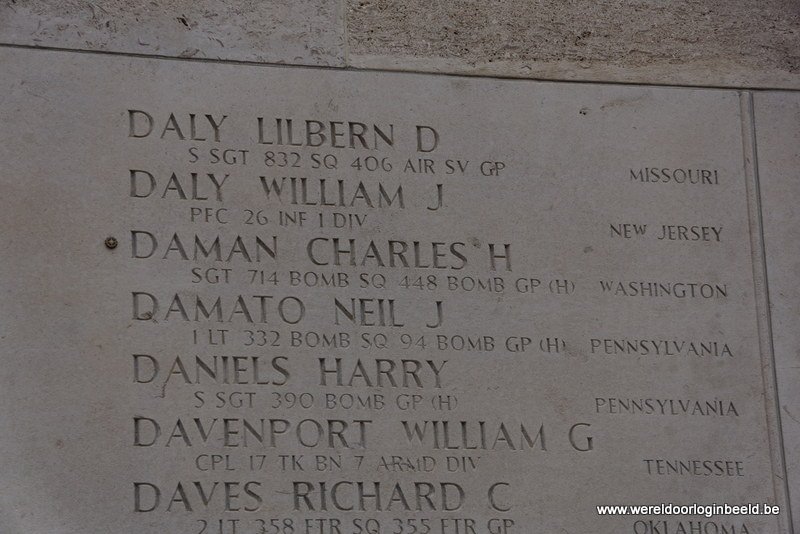 DALY LILBERN D
S SGT 832 SQ 406 AIR SV GP MISSOURI
DALY WILLIAM J
PFC 26 INF 1 DIV NEW JERSEY
DAMAN CHARLES H
SGT 714 BOMB SQ 448 BOMB GP (H) WASHINGTON
DAMATO NEIL J
1 LT 332 BOMB SQ 94 BOMB GP (H) PENNSYLVANIA
DANIELS HARRY
S SGT 390 BOMB GP (H) PENNSYLVANIA
DAVENPORT WILLIAM G
CPL 17 TK BN 7 ARMD DIV TENNESSEE
DAVES RICHARD C
2 LT 358 FTR SQ 355 FTR GP OKLAHOMA
www.wereldoorloginbeeld.be